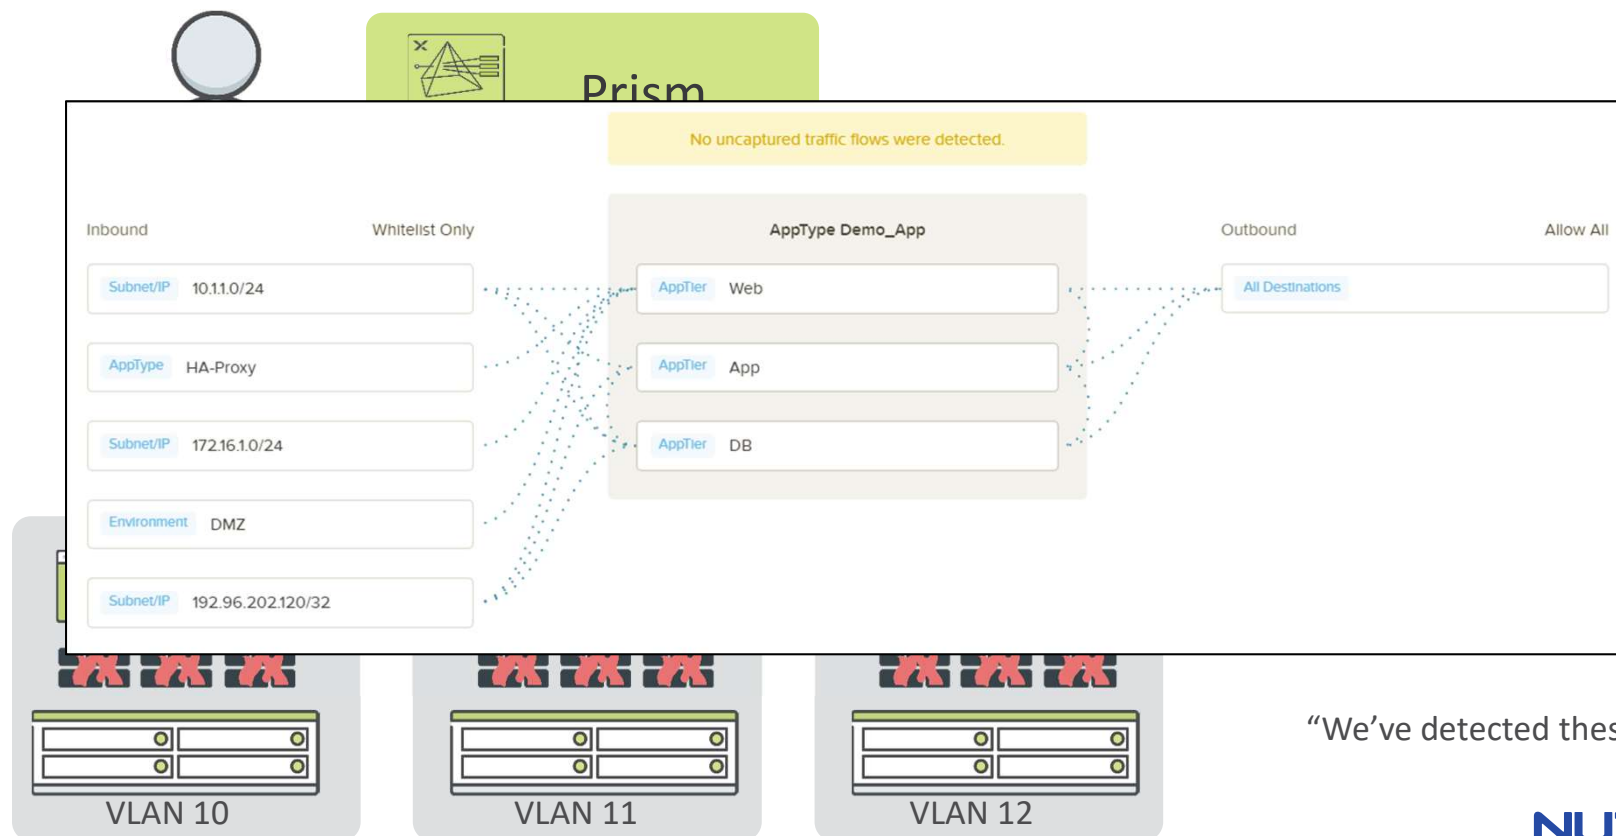 Prism
No uncaptured traffic flows were detected.
Inbound Whitelist Only AppType Demo_App Outbound Allow All
Subnet/IP 10.1.1.0/24 AppTier Web All Destinations
AppType HA-Proxy AppTier App
Subnet/IP 172.16.1.0/24 AppTier DB
Environment DMZ
Subnet/IP 192.96.202.120/32
“We’ve detected thes
VLAN 10 VLAN 11 VLAN 12